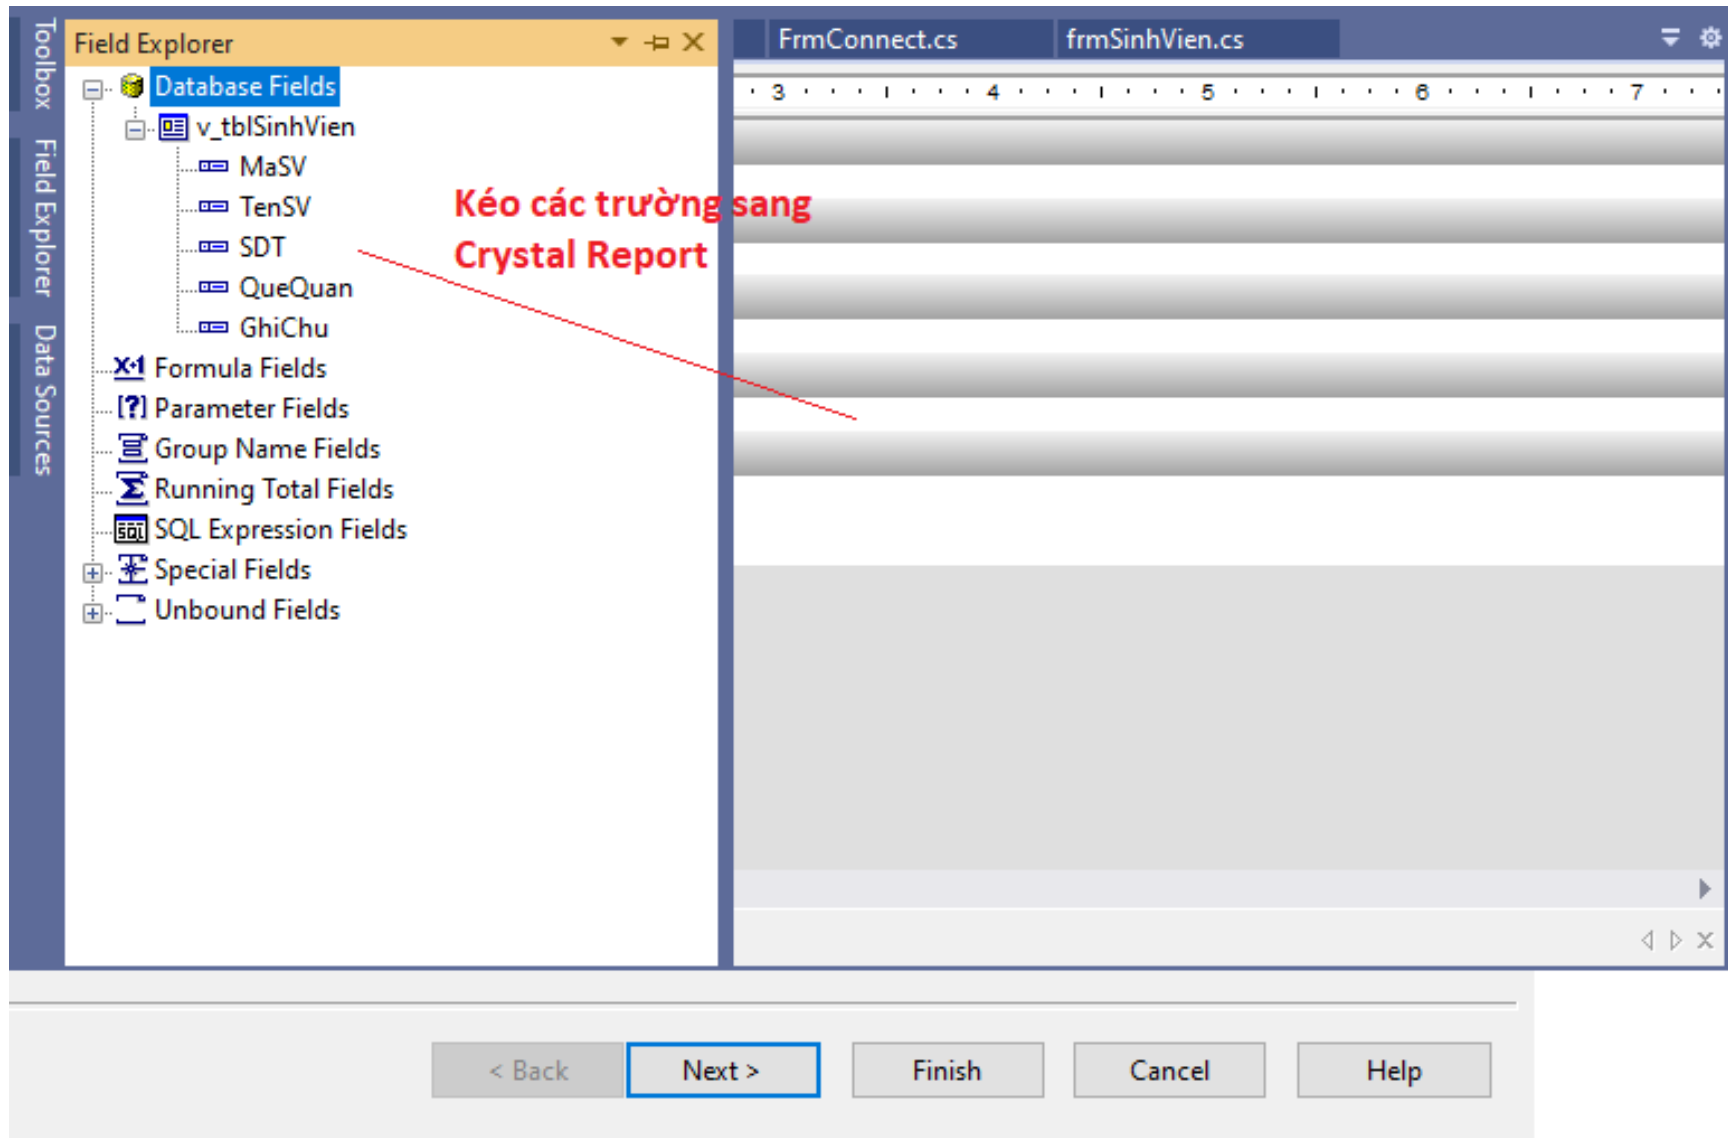 Toolbox
Field Explorer
Data Sources
Field Explorer
Database Fields
v_tblSinhVien
MaSV
TenSV
SDT
QueQuan
GhiChu
Formula Fields
Parameter Fields
Group Name Fields
Running Total Fields
SQL Expression Fields
Special Fields
Unbound Fields
Kéo các trường sang
Crystal Report
FrmConnect.cs frmSinhVien.cs
3 4 5 6 7
< Back Next > Finish Cancel Help